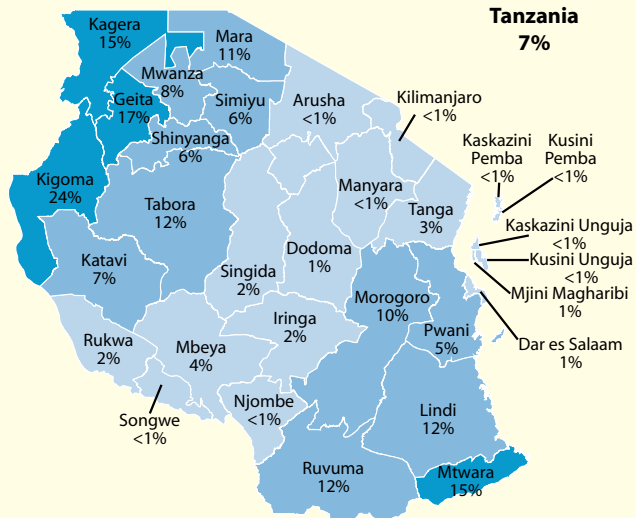 Tanzania
7%
Kagera
15%
Mara
11%
Mwanza
8%
Geita
17%
Simiyu
6%
Arusha
<1%
Kilimanjaro
<1%
Shinyanga
6%
Kaskazini
Pemba
<1%
Kusini
Pemba
<1%
Kigoma
24%
Tabora
12%
Manyara
<1%
Tanga
3%
Kaskazini Unguja
<1%
Kusini Unguja
<1%
Mjini Magharibi
1%
Katavi
7%
Singida
2%
Dodoma
1%
Morogoro
10%
Pwani
5%
Dar es Salaam
1%
Rukwa
2%
Mbeya
4%
Iringa
2%
Songwe
<1%
Njombe
<1%
Lindi
12%
Ruvuma
12%
Mtwara
15%